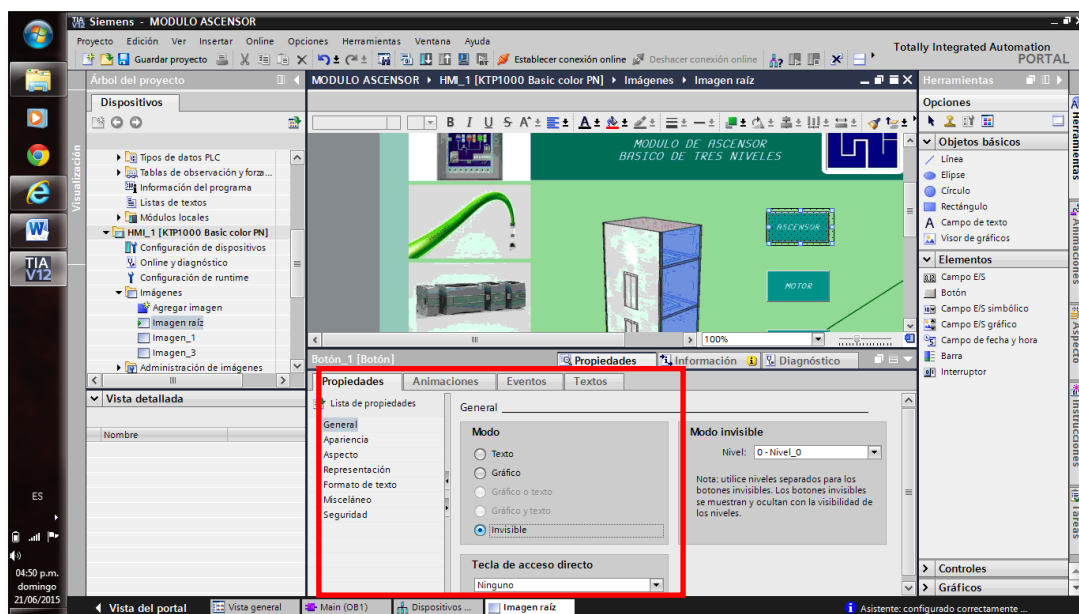 Siemens - MODULO ASCENSOR
Proyecto Edición Ver Insertar Online Opciones Herramientas Ventana Ayuda
Guardar proyecto Establecer conexión online Deshacer conexión online
Totally Integrated Automation
PORTAL
Árbol del proyecto
MODULO ASCENSOR HMI_1 [KTP1000 Basic color PN] Imágenes Imagen raíz
Herramientas
Dispositivos
Opciones
B I U S A
Visualización
Tipos de datos PLC
Tablas de observación y forza...
Información del programa
Listas de textos
Módulos locales
HMI_1 [KTP1000 Basic color PN]
Configuración de dispositivos
Online y diagnóstico
Configuración de runtime
Imágenes
Agregar imagen
Imagen raíz
Imagen_1
Imagen_3
Administración de imágenes
MODULO DE ASCENSOR
BASICO DE TRES NIVELES
ASCENSOR
MOTOR
100%
Objetos básicos
Línea
Elipse
Círculo
Rectángulo
A Campo de texto
Visor de gráficos
Elementos
Campo E/S
Botón
Campo E/S simbólico
Campo E/S gráfico
Campo de fecha y hora
Barra
Interruptor
Controles
Gráficos
Herramientas
Animaciones
Aspecto
Instrucciones
Tareas
Vista detallada
Nombre
Botón_1 [Botón]
Propiedades Información Diagnóstico
Propiedades Animaciones Eventos Textos
Lista de propiedades
General
Apariencia
Aspecto
Representación
Formato de texto
Misceláneo
Seguridad
General
Modo
Texto
Gráfico
Gráfico o texto
Gráfico y texto
Invisible
Tecla de acceso directo
Ninguno
Modo invisible
Nivel: 0 - Nivel_0
Nota: utilice niveles separados para los
botones invisibles. Los botones invisibles
se muestran y ocultan con la visibilidad de
los niveles.
TIA
V12
ES
04:50 p.m.
domingo
21/06/2015
Vista del portal Vista general Main (OB1) Dispositivos ... Imagen raíz
Asistente: configurado correctamente ...